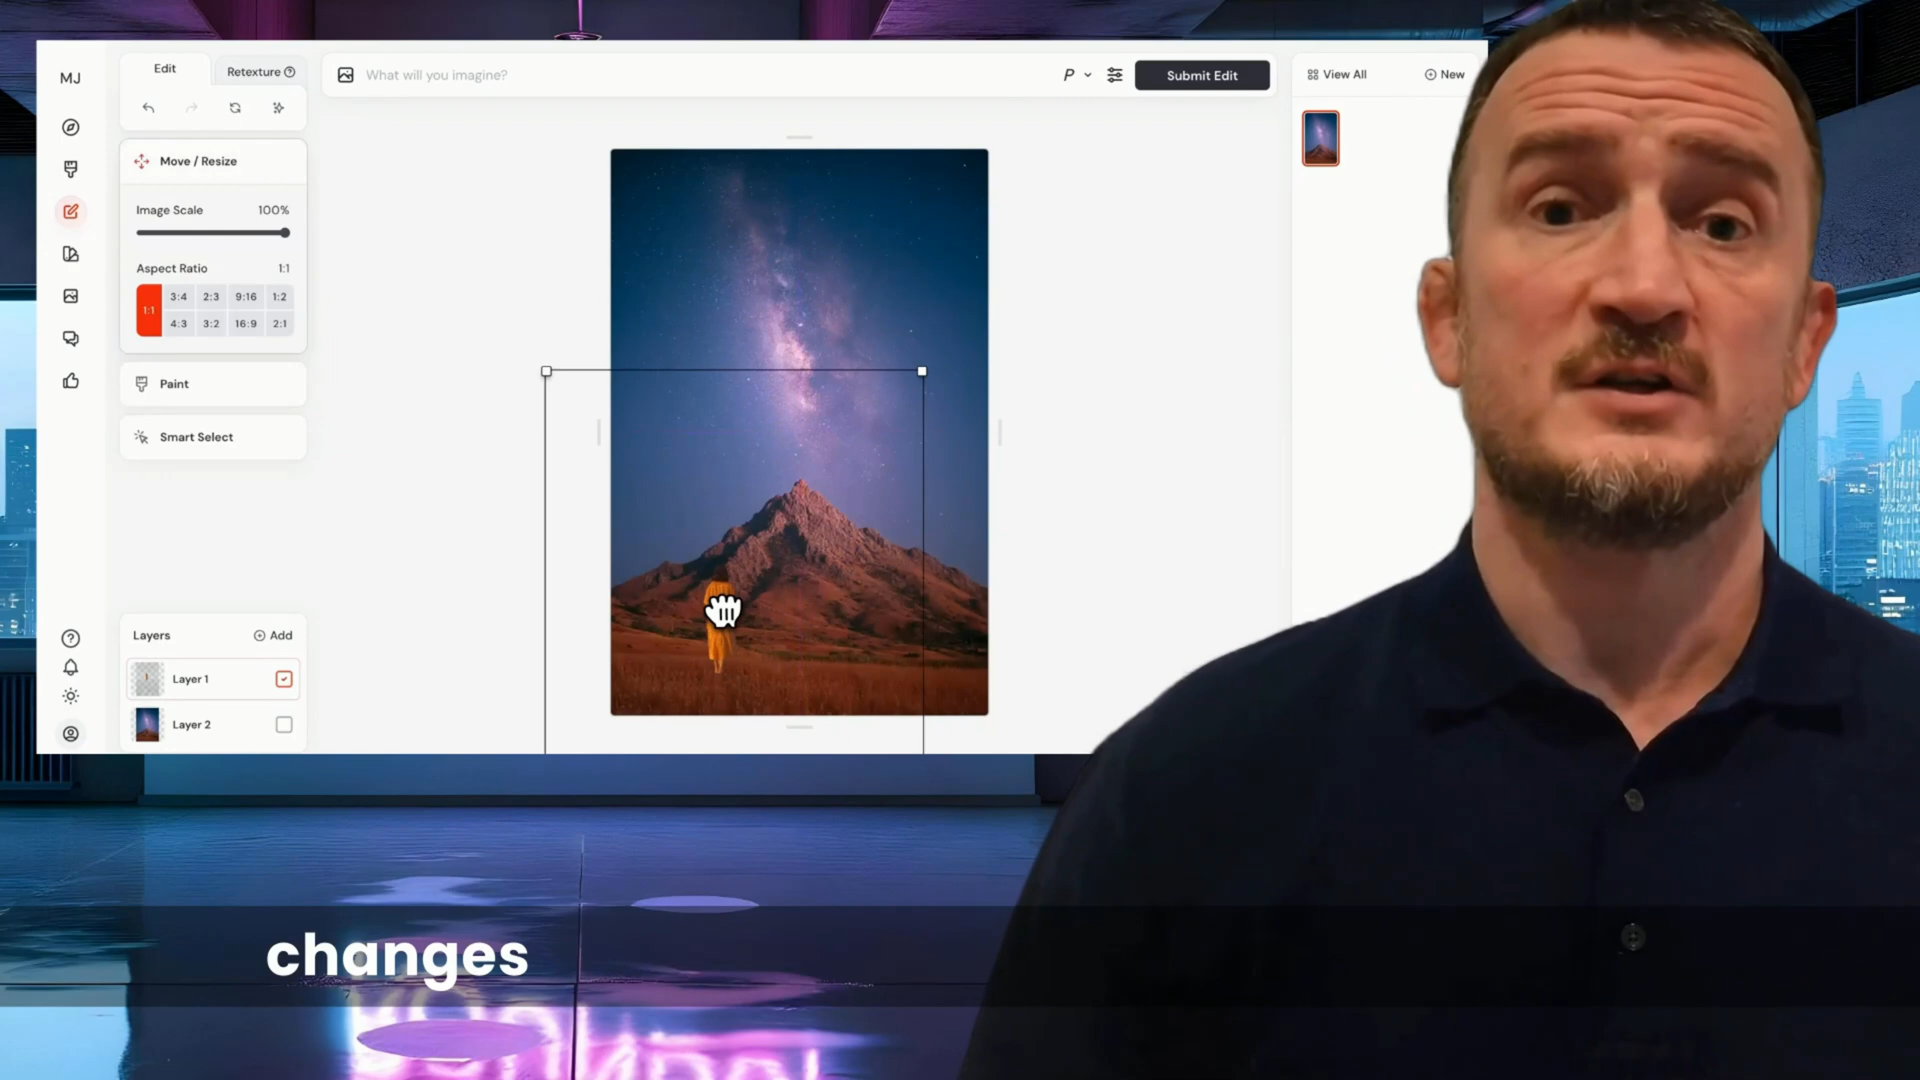 MJ
Edit
Retexture
What will you imagine?
P
Submit Edit
View All
New
Move / Resize
Image Scale 100%
Aspect Ratio 1:1
1:1
3:4 2:3 9:16 1:2
4:3 3:2 16:9 2:1
Paint
Smart Select
Layers
Add
Layer 1
Layer 2
changes